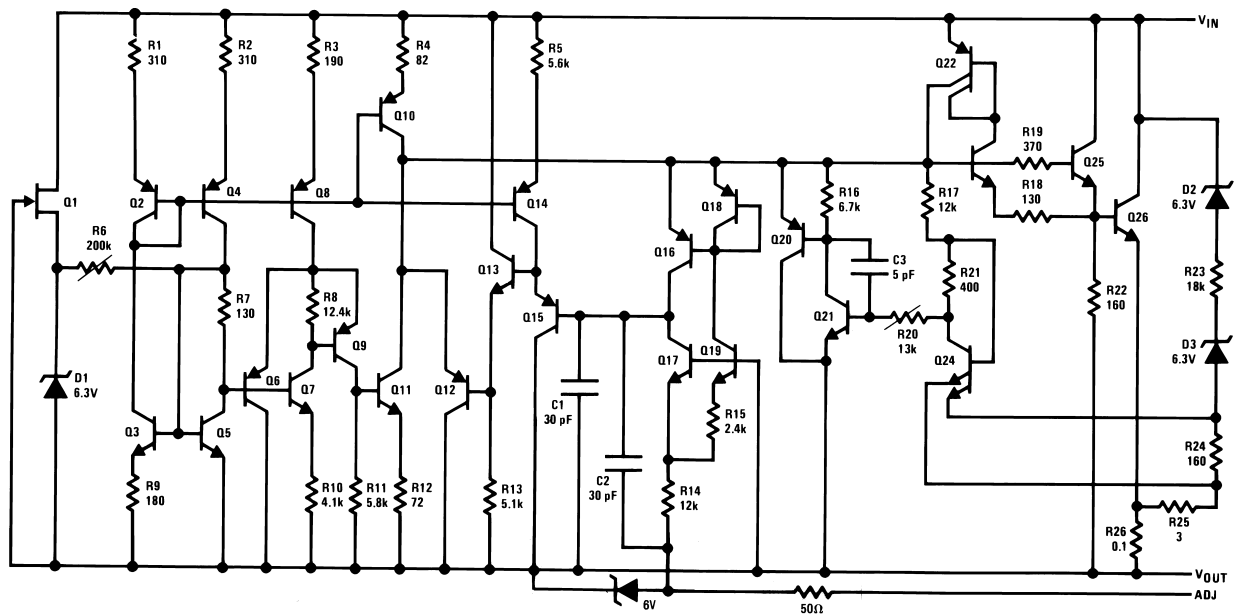 VIN
R1
310
R2
310
R3
190
R4
82
R5
5.6k
Q22
Q10
R19
370
Q25
Q1
Q2
Q4
Q8
Q14
Q18
R16
6.7k
R17
12k
R18
130
Q26
D2
6.3V
R6
200k
Q13
Q16
Q20
C3
5 pF
R21
400
R22
160
R23
18k
R7
130
R8
12.4k
Q9
Q15
Q21
R20
13k
D1
6.3V
Q6
Q7
Q11
Q12
Q17
Q19
Q24
D3
6.3V
C1
30 pF
R15
2.4k
Q3
Q5
R24
160
R9
180
R10
4.1k
R11
5.8k
R12
72
R13
5.1k
C2
30 pF
R14
12k
R26
0.1
R25
3
VOUT
6V
50Ω
ADJ